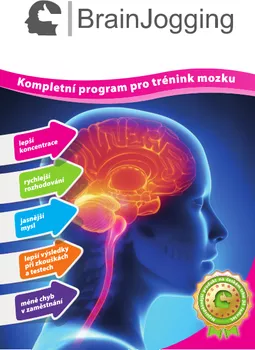 BrainJogging
Kompletní program pro trénink mozku
lepší
koncentrace
rychlejší
rozhodování
jasnější
mysl
lepší výsledky
při zkouškách
a testech
méně chyb
v zaměstnání